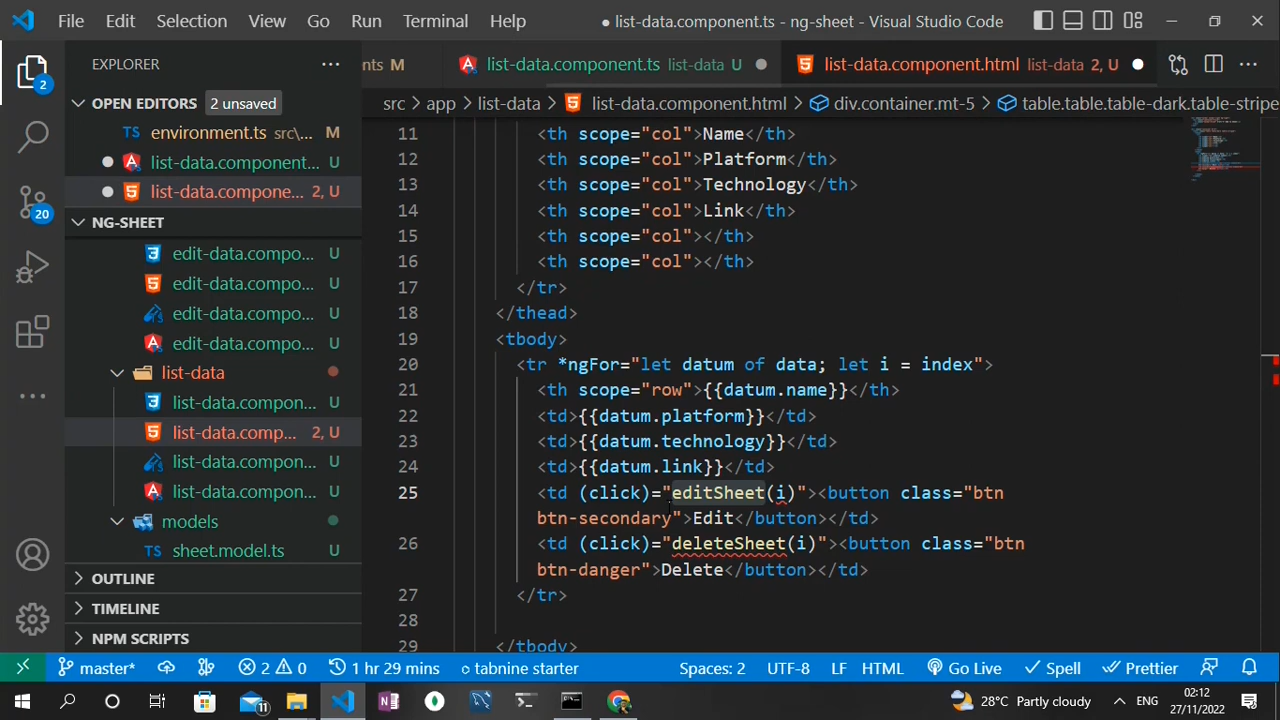 File Edit Selection View Go Run Terminal Help ● list-data.component.ts - ng-sheet - Visual Studio Code
EXPLORER
nts M
list-data.component.ts list-data U
list-data.component.html list-data 2, U
OPEN EDITORS 2 unsaved
src > app > list-data > list-data.component.html > div.container.mt-5 > table.table.table-dark.table-stripe
TS environment.ts src\... M
list-data.component... U
list-data.compone... 2, U
NG-SHEET
edit-data.compo... U
edit-data.compo... U
edit-data.compo... U
edit-data.compo... U
list-data
list-data.compon... U
list-data.comp... 2, U
list-data.compon... U
list-data.compon... U
models
TS sheet.model.ts U
OUTLINE
TIMELINE
NPM SCRIPTS
2
20
11 <th scope="col">Name</th>
12 <th scope="col">Platform</th>
13 <th scope="col">Technology</th>
14 <th scope="col">Link</th>
15 <th scope="col"></th>
16 <th scope="col"></th>
17 </tr>
18 </thead>
19 <tbody>
20 <tr *ngFor="let datum of data; let i = index">
21 <th scope="row">{{datum.name}}</th>
22 <td>{{datum.platform}}</td>
23 <td>{{datum.technology}}</td>
24 <td>{{datum.link}}</td>
25 <td (click)="editSheet(i)"><button class="btn
btn-secondary">Edit</button></td>
26 <td (click)="deleteSheet(i)"><button class="btn
btn-danger">Delete</button></td>
27 </tr>
28
29 </tbody>
master* 2 0 1 hr 29 mins tabnine starter Spaces: 2 UTF-8 LF HTML Go Live Spell Prettier
11 28°C Partly cloudy ENG 02:12
27/11/2022